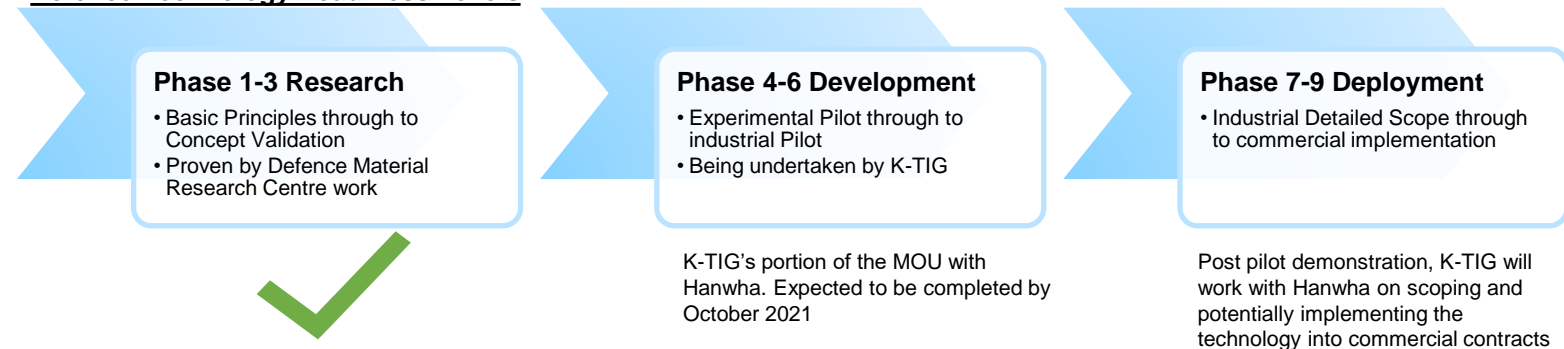 Phase 1-3 Research
• Basic Principles through to
Concept Validation
• Proven by Defence Material
Research Centre work
Phase 4-6 Development
• Experimental Pilot through to
industrial Pilot
• Being undertaken by K-TIG
K-TIG's portion of the MOU with
Hanwha. Expected to be completed by
October 2021
Phase 7-9 Deployment
• Industrial Detailed Scope through
to commercial implementation
Post pilot demonstration, K-TIG will
work with Hanwha on scoping and
potentially implementing the
technology into commercial contracts